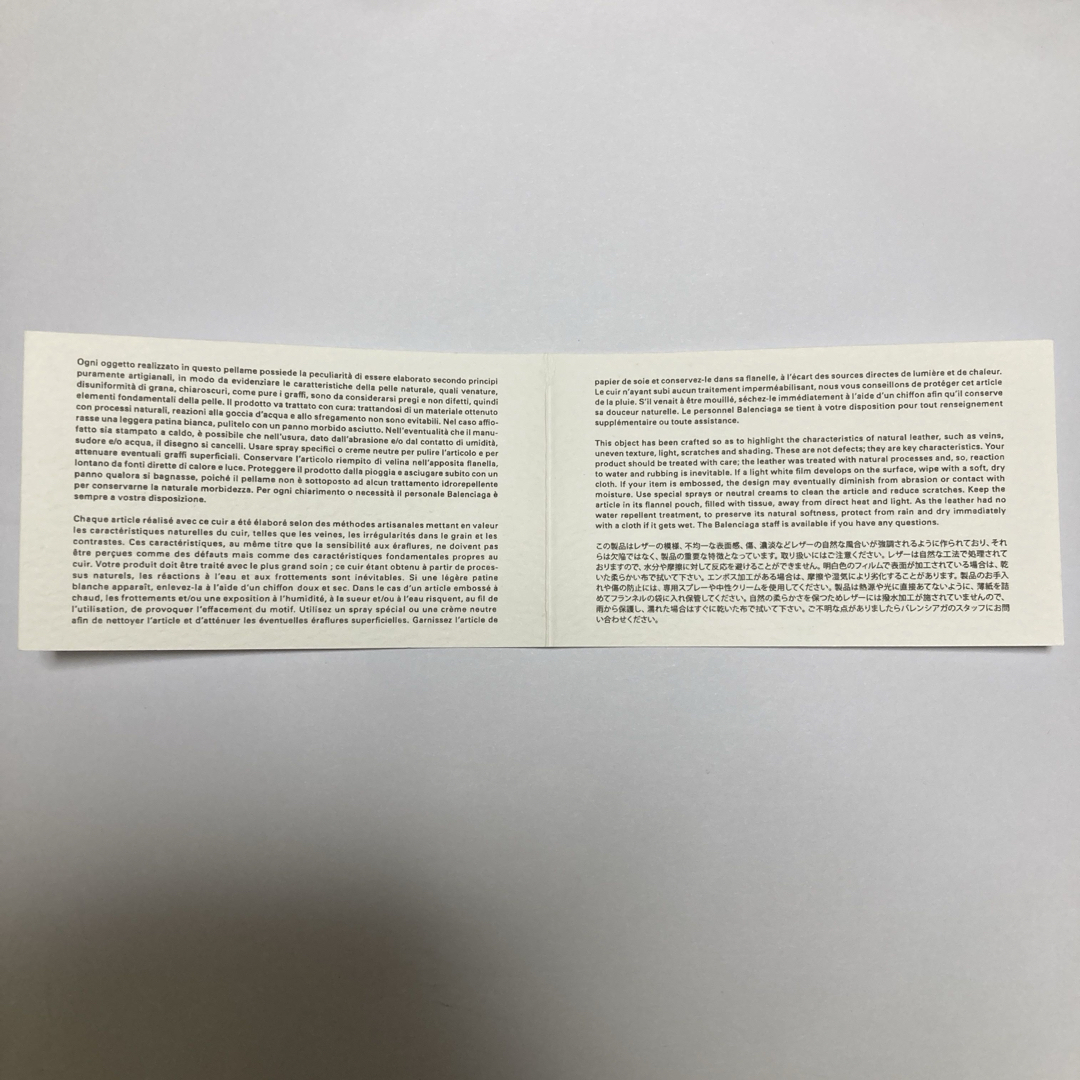 Ogni oggetto realizzato in questo pellame possiede la peculiarità di essere elaborato secondo principi
puramente artigianali, in modo da evidenziare le caratteristiche della pelle naturale, quali venature,
disuniformità di grana, chiaroscuri, come pure i graffi, sono da considerarsi pregi e non difetti, quindi
elementi fondamentali della pelle. Il prodotto va trattato con cura: trattandosi di un materiale ottenuto
con processi naturali, reazioni alla goccia d'acqua e allo sfregamento non sono evitabili. Nel caso affio-
rasse una leggera patina bianca, pulitelo con un panno morbido asciutto. Nell'eventualità che il manu-
fatto sia stampato a caldo, è possibile che nell'usura, dato dall'abrasione e/o dal contatto di umidità,
sudore e/o acqua, il disegno si cancelli. Usare spray specifici o creme neutre per pulire l'articolo e per
attenuare eventuali graffi superficiali. Conservare l'articolo riempito di velina nell'apposita flanella,
lontano da fonti dirette di calore e luce. Proteggere il prodotto dalla pioggia e asciugare subito con un
panno qualora si bagnasse, poiché il pellame non è sottoposto ad alcun trattamento idrorepellente
per conservarne la naturale morbidezza. Per ogni chiarimento o necessità il personale Balenciaga è
sempre a vostra disposizione.
Chaque article réalisé avec ce cuir a été élaboré selon des méthodes artisanales mettant en valeur
les caractéristiques naturelles du cuir, telles que les veines, les irrégularités dans le grain et les
contrastes. Ces caractéristiques, au même titre que la sensibilité aux éraflures, ne doivent pas
être perçues comme des défauts mais comme des caractéristiques fondamentales propres au
cuir. Votre produit doit être traité avec le plus grand soin ; ce cuir étant obtenu à partir de proces-
sus naturels, les réactions à l'eau et aux frottements sont inévitables. Si une légère patine
blanche apparaît, enlevez-la à l'aide d'un chiffon doux et sec. Dans le cas d'un article embossé à
chaud, les frottements et/ou une exposition à l'humidité, à la sueur et/ou à l'eau risquent, au fil de
l'utilisation, de provoquer l'effacement du motif. Utilisez un spray spécial ou une crème neutre
afin de nettoyer l'article et d'atténuer les éventuelles éraflures superficielles. Garnissez l'article de
papier de soie et conservez-le dans sa flanelle, à l'écart des sources directes de lumière et de chaleur.
Le cuir n'ayant subi aucun traitement imperméabilisant, nous vous conseillons de protéger cet article
de la pluie. S'il venait à être mouillé, séchez-le immédiatement à l'aide d'un chiffon afin qu'il conserve
sa douceur naturelle. Le personnel Balenciaga se tient à votre disposition pour tout renseignement
supplémentaire ou toute assistance.
This object has been crafted so as to highlight the characteristics of natural leather, such as veins,
uneven texture, light, scratches and shading. These are not defects; they are key characteristics. Your
product should be treated with care; the leather was treated with natural processes and, so, reaction
to water and rubbing is inevitable. If a light white film develops on the surface, wipe with a soft, dry
cloth. If your item is embossed, the design may eventually diminish from abrasion or contact with
moisture. Use special sprays or neutral creams to clean the article and reduce scratches. Keep the
article in its flannel pouch, filled with tissue, away from direct heat and light. As the leather had no
water repellent treatment, to preserve its natural softness, protect from rain and dry immediately
with a cloth if it gets wet. The Balenciaga staff is available if you have any questions.
この製品はレザーの模様、不均一な表面感、傷、濃淡などレザーの自然な風合いが強調されるように作られており、それ
らは欠陥ではなく、製品の重要な特徴となっています。取り扱いにはご注意ください。レザーは自然な工法で処理されて
おりますので、水分や摩擦に対して反応を避けることができません。明白色のフィルムで表面が加工されている場合は、乾
いた柔らかい布で拭いて下さい。エンボス加工がある場合は、摩擦や湿気により劣化することがあります。製品のお手入
れや傷の防止には、専用スプレーや中性クリームを使用してください。製品は熱源や光に直接あてないように、薄紙を詰
めてフランネルの袋に入れ保管してください。自然の柔らかさを保つためレザーには撥水加工が施されていませんので、
雨から保護し、濡れた場合はすぐに乾いた布で拭いて下さい。ご不明な点がありましたらバレンシアガのスタッフにお問
い合わせください。